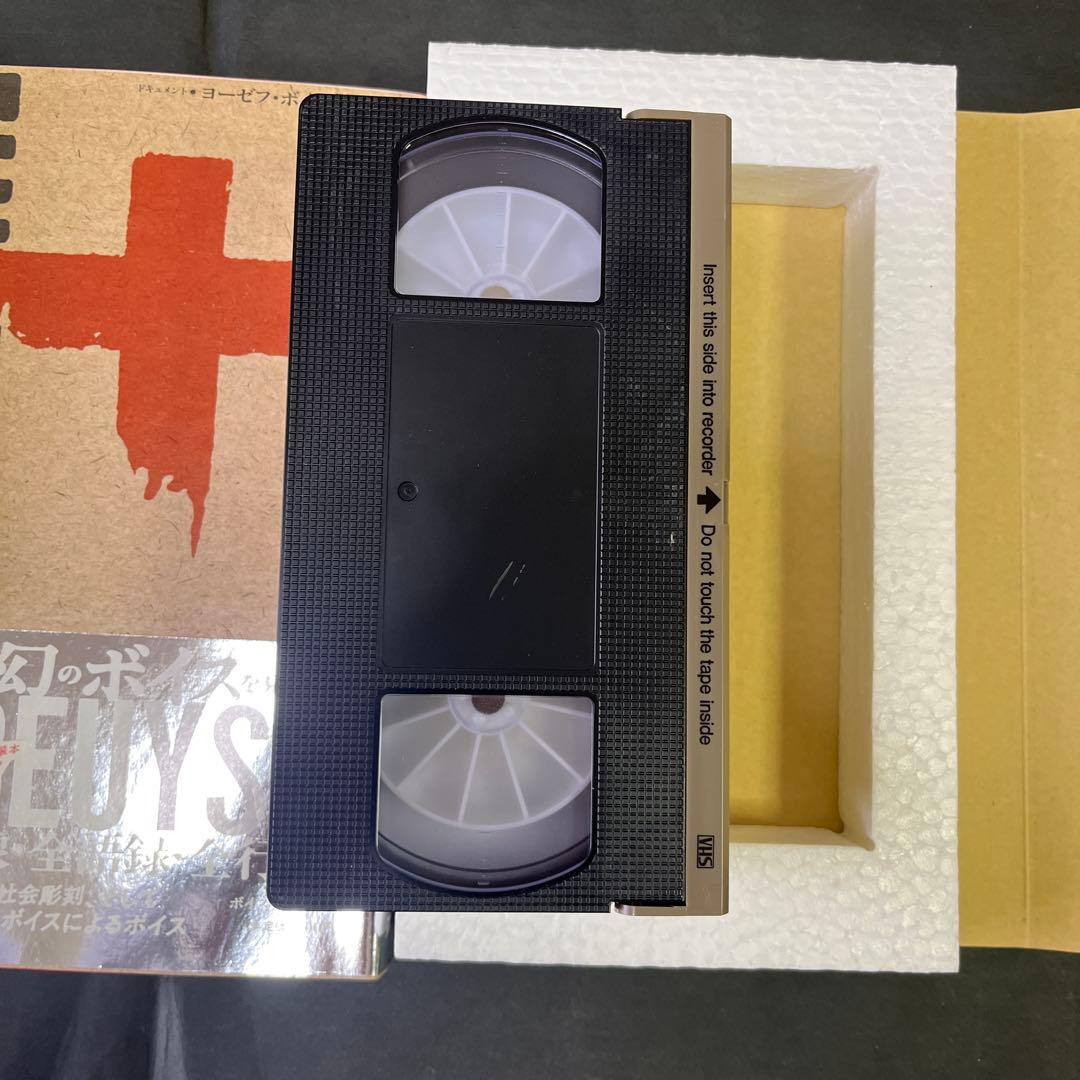 ドキュメント●ヨーゼフ・ボ
幻のボイスを
BEUYS
社会彫刻
ボイスによるボイス
Insert this side into recorder ⬆ Do not touch the tape inside
VHS